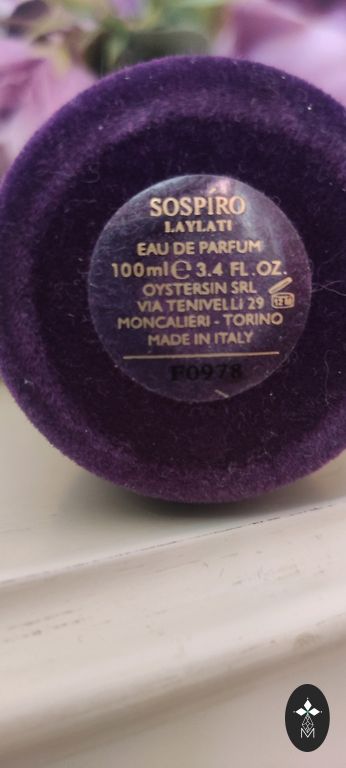 SOSPÍRO
LAYLATI
EAU DE PARFUM
100ml e 3.4 FL. OZ.
OYSTERSIN SRL
VIA TENIVELLI 29
MONCALIERI - TORINO
MADE IN ITALY
F0978